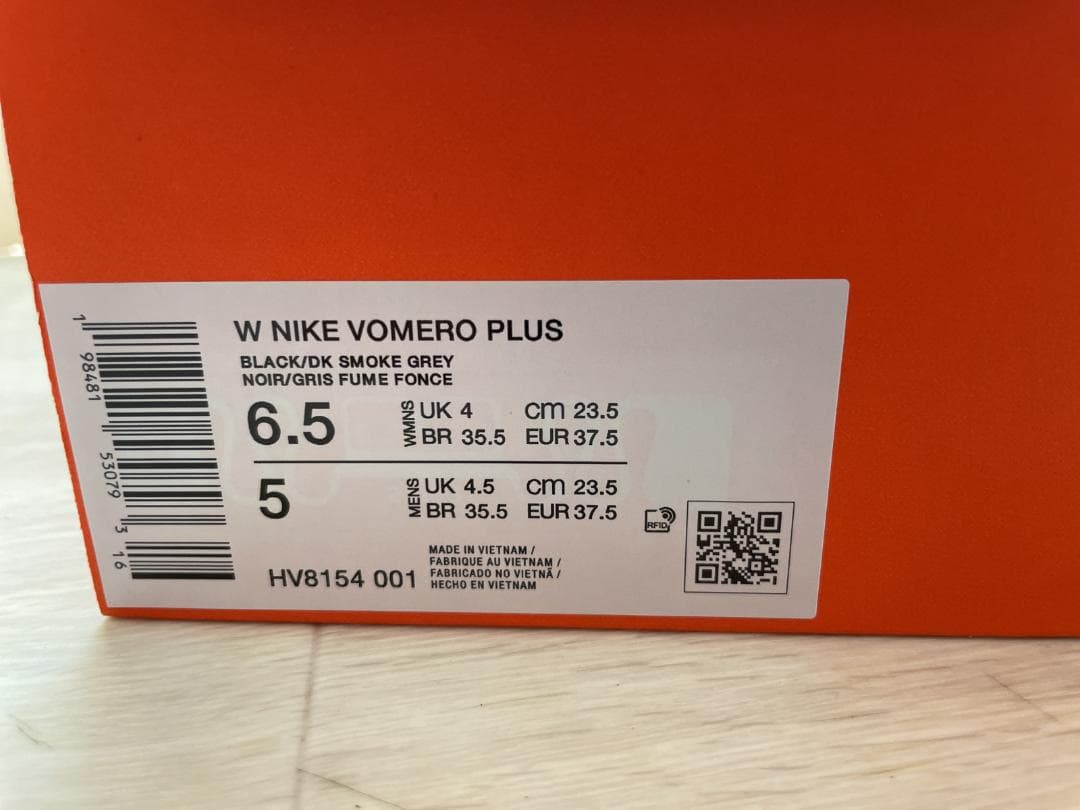 W NIKE VOMERO PLUS
BLACK/DK SMOKE GREY
NOIR/GRIS FUME FONCE
6.5 WMNS UK 4 CM 23.5
BR 35.5 EUR 37.5
5 MENS UK 4.5 CM 23.5
BR 35.5 EUR 37.5
HV8154 001
MADE IN VIETNAM /
FABRIQUE AU VIETNAM /
FABRICADO NO VIETNÃ /
HECHO EN VIETNAM
RFID
1 98481 53079 3 16